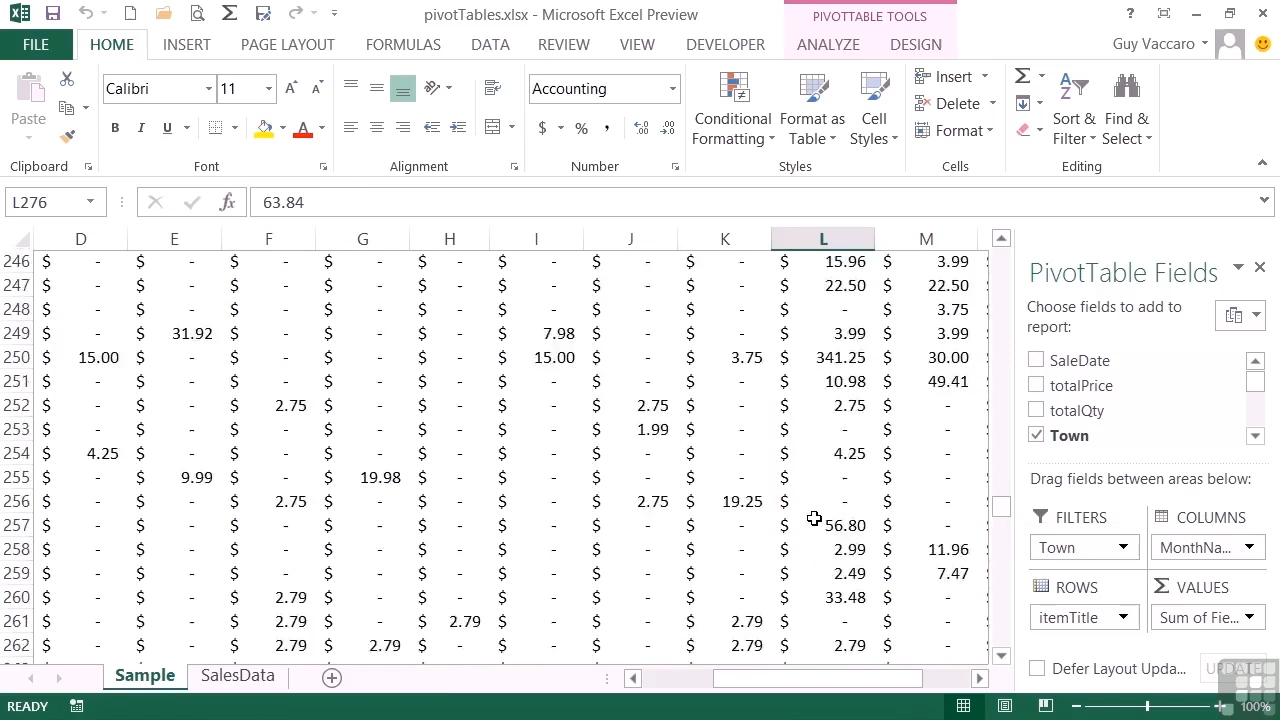 pivotTables.xlsx - Microsoft Excel Preview
PIVOTTABLE TOOLS
?
FILE HOME INSERT PAGE LAYOUT FORMULAS DATA REVIEW VIEW DEVELOPER ANALYZE DESIGN Guy Vaccaro
Paste
Clipboard
Calibri 11
B I U
Font
Alignment
Accounting
$ % ,
Number
Conditional Formatting
Format as Table
Cell Styles
Styles
Insert
Delete
Format
Cells
Sort & Filter
Find & Select
Editing
L276 fx 63.84
D E F G H I J K L M
246 $ - $ - $ - $ - $ - $ - $ - $ - $ 15.96 $ 3.99
247 $ - $ - $ - $ - $ - $ - $ - $ - $ 22.50 $ 22.50
248 $ - $ - $ - $ - $ - $ - $ - $ - $ - $ 3.75
249 $ - $ 31.92 $ - $ - $ - $ 7.98 $ - $ - $ 3.99 $ 3.99
250 $ 15.00 $ - $ - $ - $ - $ 15.00 $ - $ 3.75 $ 341.25 $ 30.00
251 $ - $ - $ - $ - $ - $ - $ - $ - $ 10.98 $ 49.41
252 $ - $ - $ 2.75 $ - $ - $ - $ 2.75 $ - $ 2.75 $ -
253 $ - $ - $ - $ - $ - $ - $ 1.99 $ - $ - $ -
254 $ 4.25 $ - $ - $ - $ - $ - $ - $ - $ 4.25 $ -
255 $ - $ 9.99 $ - $ 19.98 $ - $ - $ - $ - $ - $ -
256 $ - $ - $ 2.75 $ - $ - $ - $ 2.75 $ 19.25 $ - $ -
257 $ - $ - $ - $ - $ - $ - $ - $ - $ 56.80 $ -
258 $ - $ - $ - $ - $ - $ - $ - $ - $ 2.99 $ 11.96
259 $ - $ - $ - $ - $ - $ - $ - $ - $ 2.49 $ 7.47
260 $ - $ - $ 2.79 $ - $ - $ - $ - $ - $ 33.48 $ -
261 $ - $ - $ 2.79 $ - $ 2.79 $ - $ - $ 2.79 $ - $ -
262 $ - $ - $ 2.79 $ 2.79 $ - $ - $ - $ 2.79 $ 2.79 $ -
PivotTable Fields
Choose fields to add to
report:
SaleDate
totalPrice
totalQty
Town
Drag fields between areas below:
FILTERS COLUMNS
Town MonthNa...
ROWS Σ VALUES
itemTitle Sum of Fie...
Defer Layout Upda... UPDATE
Sample SalesData
READY 100%